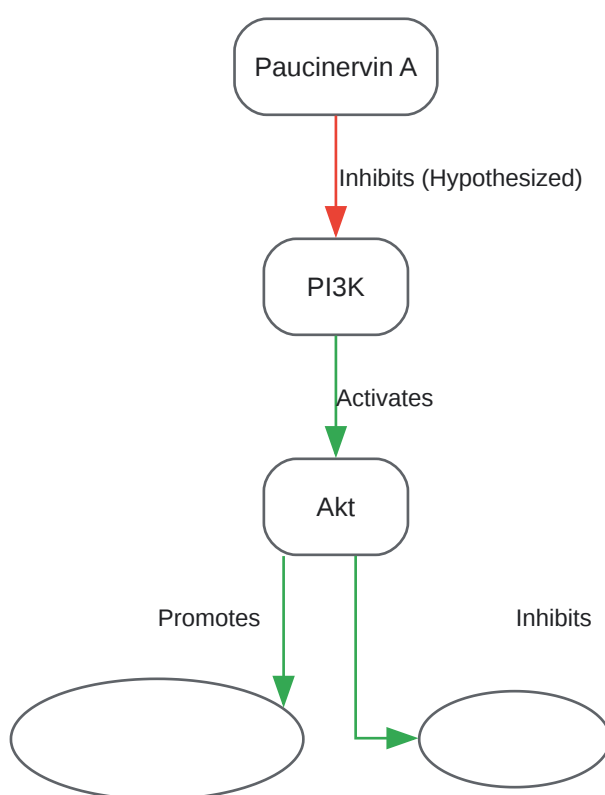 Paucinervin A
Inhibits (Hypothesized)
PI3K
Activates
Akt
Promotes
Inhibits